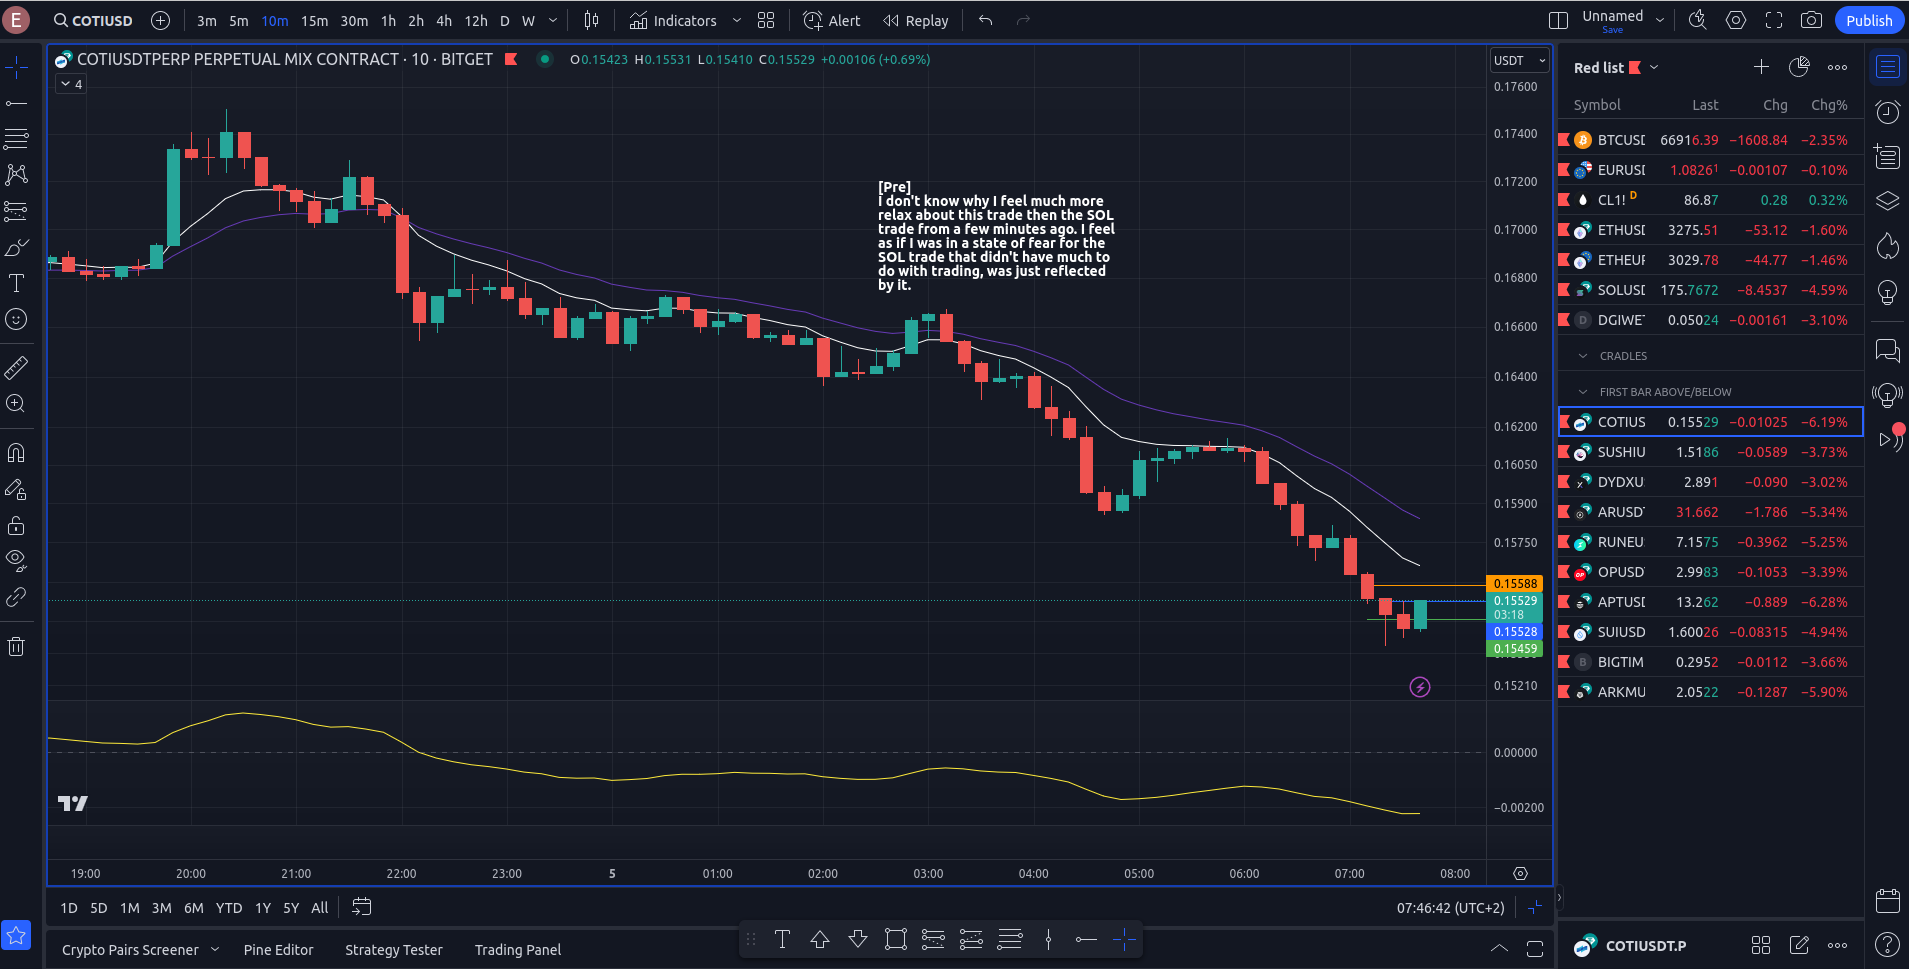 E
COTIUSD
3m 5m 10m 15m 30m 1h 2h 4h 12h D W
Indicators
Alert
Replay
Unnamed
Save
Publish
COTIUSDTPERP PERPETUAL MIX CONTRACT · 10 · BITGET
O0.15423 H0.15531 L0.15410 C0.15529 +0.00106 (+0.69%)
4
USDT
[Pre]
I don't know why I feel much more
relax about this trade then the SOL
trade from a few minutes ago. I feel
as if I was in a state of fear for the
SOL trade that didn't have much to
do with trading, was just reflected
by it.
0.17600
0.17400
0.17200
0.17000
0.16800
0.16600
0.16400
0.16200
0.16050
0.15900
0.15750
0.15588
0.15529
03:18
0.15528
0.15459
0.15210
0.00000
−0.00200
19:00 20:00 21:00 22:00 23:00 5 01:00 02:00 03:00 04:00 05:00 06:00 07:00 08:00
1D 5D 1M 3M 6M YTD 1Y 5Y All
07:46:42 (UTC+2)
Crypto Pairs Screener
Pine Editor
Strategy Tester
Trading Panel
Red list
Symbol Last Chg Chg%
BTCUSD 66916.39 −1608.84 −2.35%
EURUSD 1.08261 −0.00107 −0.10%
CL1! D 86.87 0.28 0.32%
ETHUSD 3275.51 −53.12 −1.60%
ETHEUR 3029.78 −44.77 −1.46%
SOLUSD 175.7672 −8.4537 −4.59%
DGIWE 0.05024 −0.00161 −3.10%
CRADLES
FIRST BAR ABOVE/BELOW
COTIUS 0.15529 −0.01025 −6.19%
SUSHIU 1.5186 −0.0589 −3.73%
DYDXU 2.891 −0.090 −3.02%
ARUSD 31.662 −1.786 −5.34%
RUNEU 7.1575 −0.3962 −5.25%
OPUSD 2.9983 −0.1053 −3.39%
APTUSD 13.262 −0.889 −6.28%
SUIUSD 1.60026 −0.08315 −4.94%
BIGTIM 0.2952 −0.0112 −3.66%
ARKMU 2.0522 −0.1287 −5.90%
COTIUSDT.P